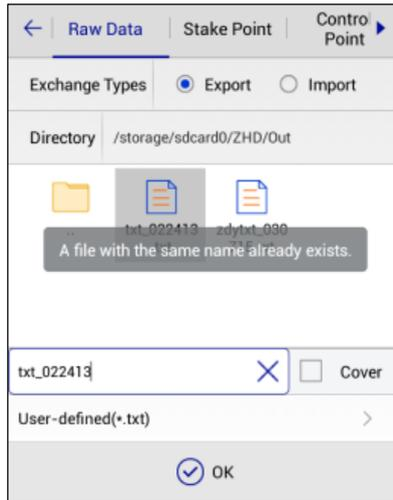 Raw Data
Stake Point
Control
Point
Exchange Types
Export
Import
Directory
/storage/sdcard0/ZHD/Out
..
txt_022413
zdytxt_030
A file with the same name already exists.
txt_022413
Cover
User-defined(*.txt)
OK